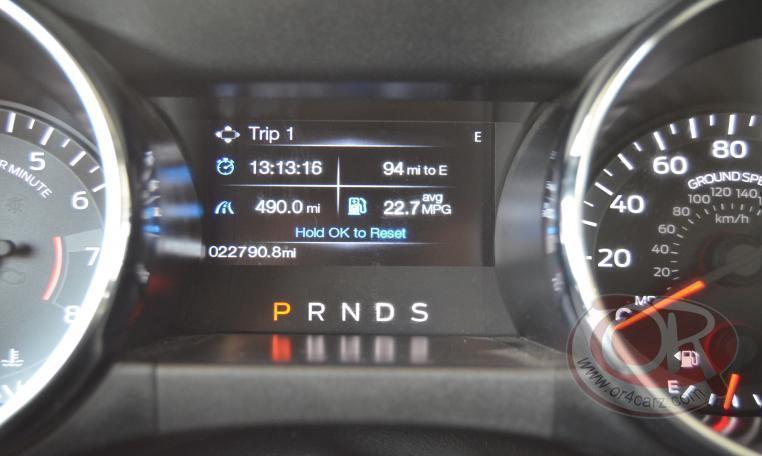 Trip 1
E
13:13:16
94 mi to E
490.0 mi
22.7 avg MPG
Hold OK to Reset
022790.8mi
P R N D S
R MINUTE
5
6
7
8
80
60
40
20
GROUND SPE
100 120 14
80
60
40
20
km/h
E
OR
www.or4carz.com